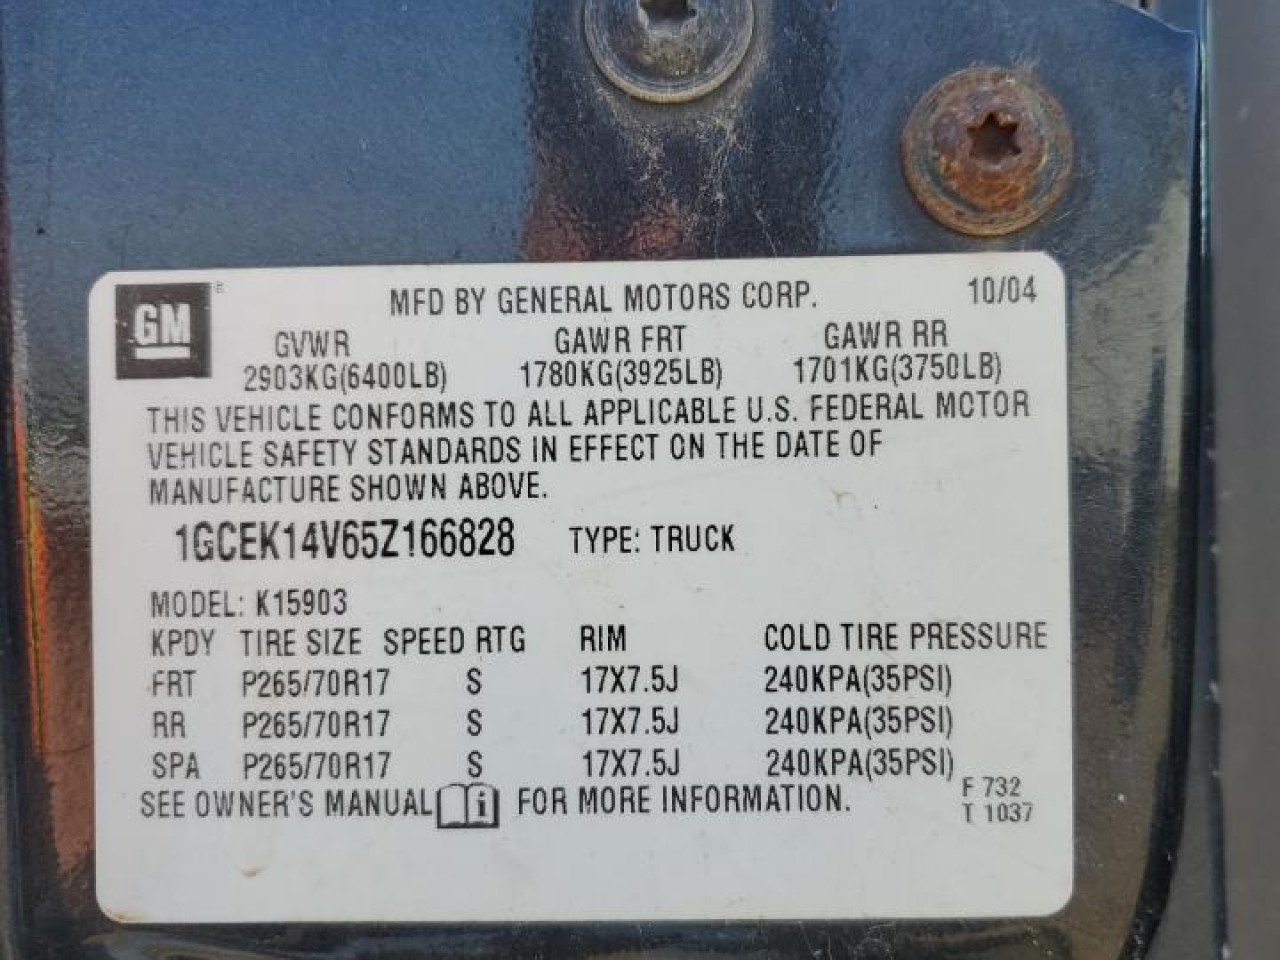 GM
MFD BY GENERAL MOTORS CORP. 10/04
GVWR GAWR FRT GAWR RR
2903KG(6400LB) 1780KG(3925LB) 1701KG(3750LB)
THIS VEHICLE CONFORMS TO ALL APPLICABLE U.S. FEDERAL MOTOR
VEHICLE SAFETY STANDARDS IN EFFECT ON THE DATE OF
MANUFACTURE SHOWN ABOVE.
1GCEK14V65Z166828 TYPE: TRUCK
MODEL: K15903
KPDY TIRE SIZE SPEED RTG RIM COLD TIRE PRESSURE
FRT P265/70R17 S 17X7.5J 240KPA(35PSI)
RR P265/70R17 S 17X7.5J 240KPA(35PSI)
SPA P265/70R17 S 17X7.5J 240KPA(35PSI)
SEE OWNER'S MANUAL i FOR MORE INFORMATION.
F 732
T 1037